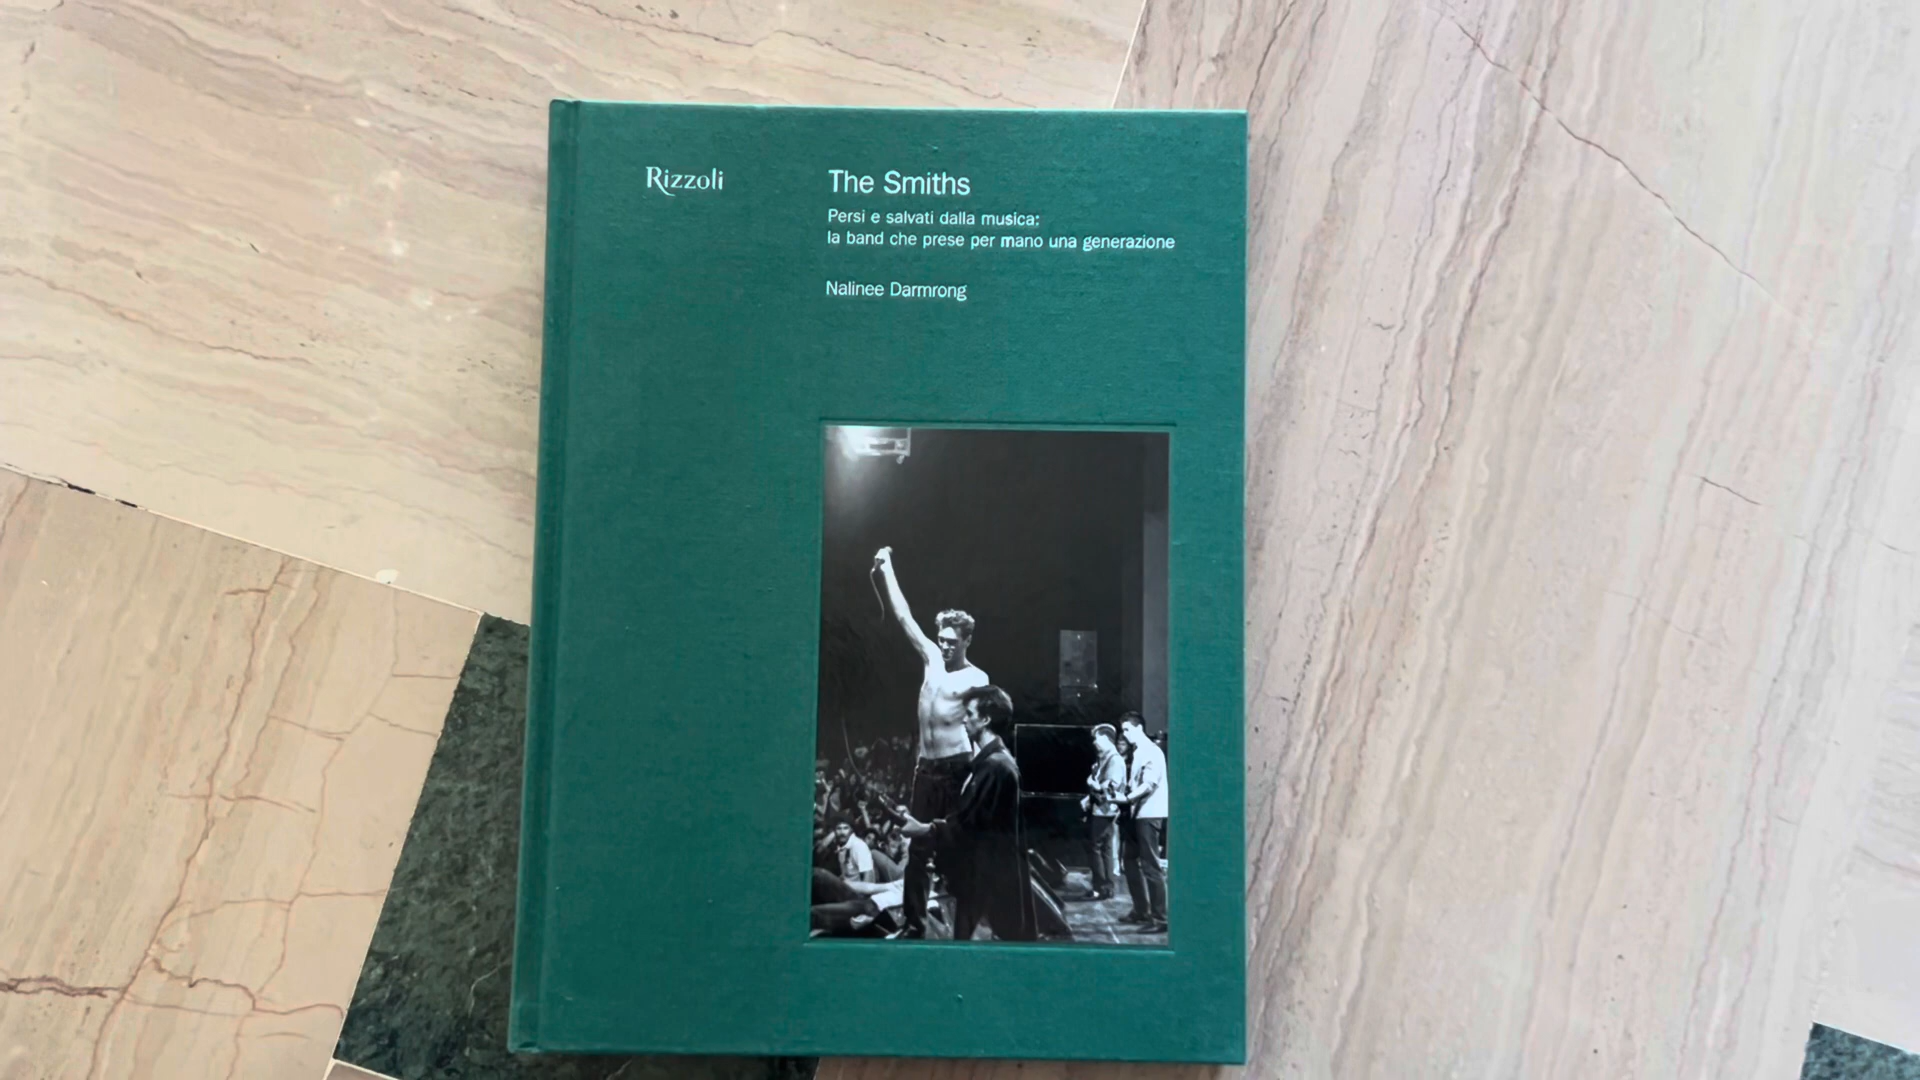 Rizzoli
The Smiths
Persi e salvati dalla musica:
la band che prese per mano una generazione
Nalinee Darmrong